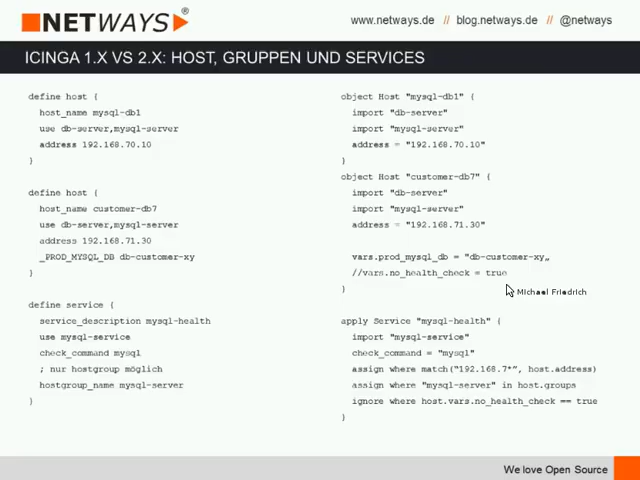 NETWAYS®
www.netways.de // blog.netways.de // @netways
ICINGA 1.X VS 2.X: HOST, GRUPPEN UND SERVICES
define host {
host_name mysql-db1
use db-server,mysql-server
address 192.168.70.10
}
define host {
host_name customer-db7
use db-server,mysql-server
address 192.168.71.30
_PROD_MYSQL_DB db-customer-xy
}
define service {
service_description mysql-health
use mysql-service
check_command mysql
; nur hostgroup möglich
hostgroup_name mysql-server
}
object Host "mysql-db1" {
import "db-server"
import "mysql-server"
address = "192.168.70.10"
}
object Host "customer-db7" {
import "db-server"
import "mysql-server"
address = "192.168.71.30"
vars.prod_mysql_db = "db-customer-xy„
//vars.no_health_check = true
}
Michael Friedrich
apply Service "mysql-health" {
import "mysql-service"
check_command = "mysql"
assign where match(“192.168.7*”, host.address)
assign where "mysql-server" in host.groups
ignore where host.vars.no_health_check == true
}
We love Open Source